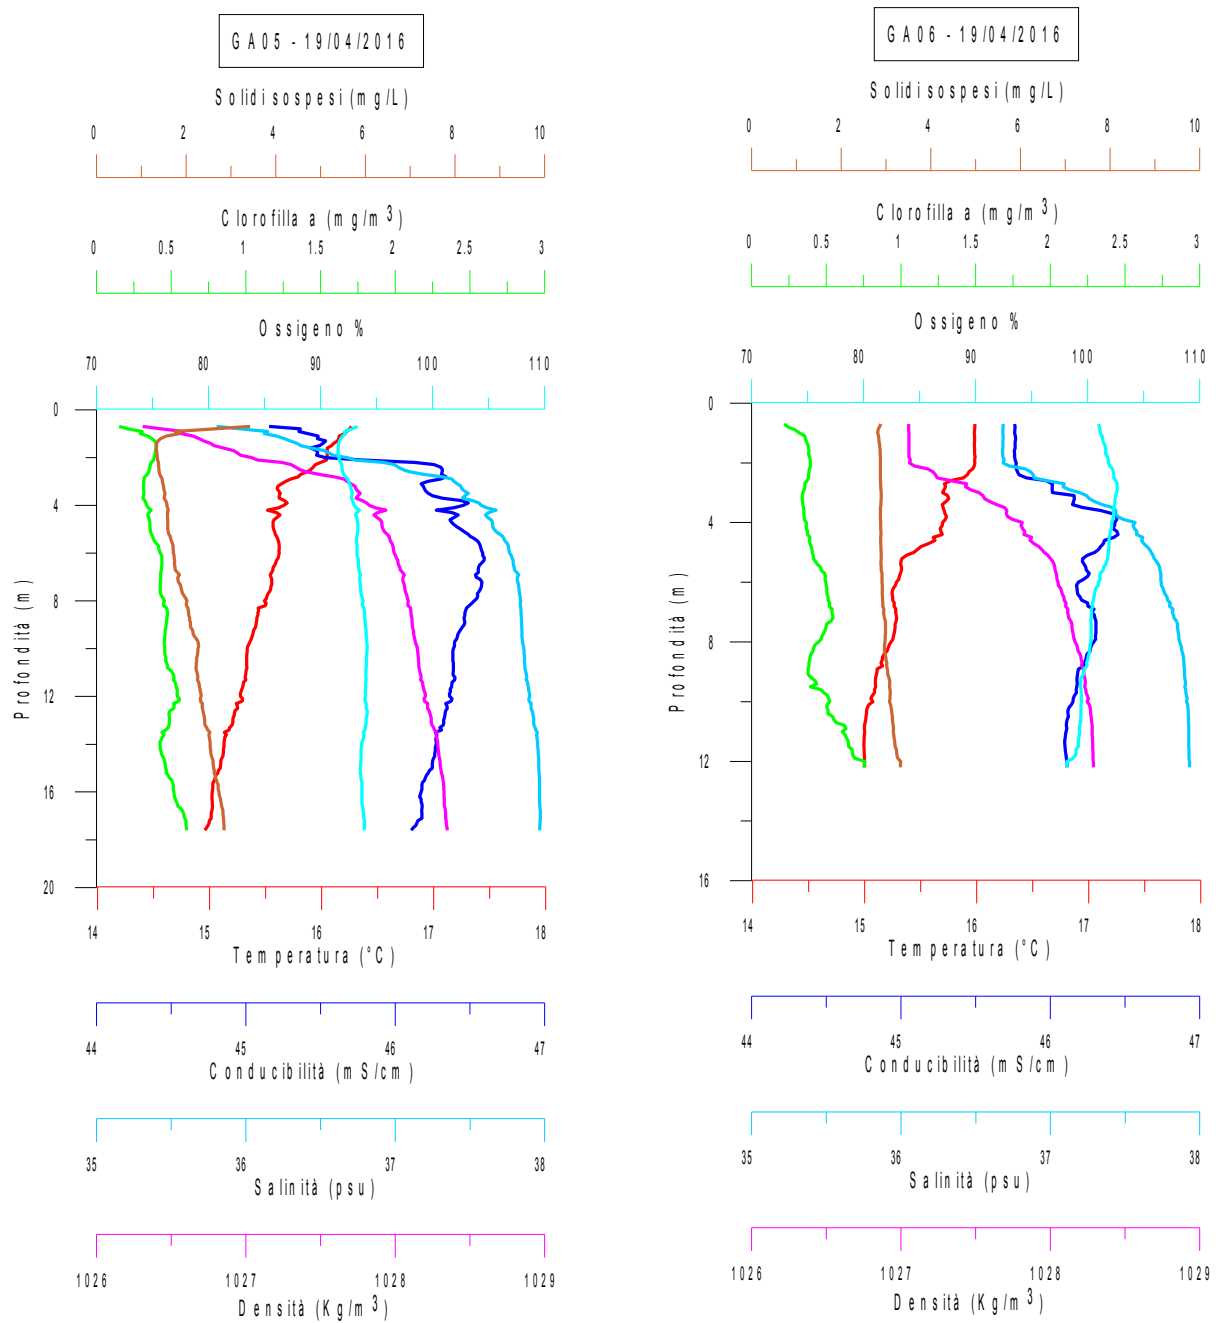 GA05 - 19/04/2016
Solidi sospesi (mg/L)
0 2 4 6 8 10
Clorofilla a (mg/m3)
0 0.5 1 1.5 2 2.5 3
Ossigeno %
70 80 90 100 110
0
4
8
12
16
20
Profondità (m)
14 15 16 17 18
Temperatura (°C)
44 45 46 47
Conducibilità (mS/cm)
35 36 37 38
Salinità (psu)
1026 1027 1028 1029
Densità (Kg/m3)
GA06 - 19/04/2016
Solidi sospesi (mg/L)
0 2 4 6 8 10
Clorofilla a (mg/m3)
0 0.5 1 1.5 2 2.5 3
Ossigeno %
70 80 90 100 110
0
4
8
12
16
Profondità (m)
14 15 16 17 18
Temperatura (°C)
44 45 46 47
Conducibilità (mS/cm)
35 36 37 38
Salinità (psu)
1026 1027 1028 1029
Densità (Kg/m3)